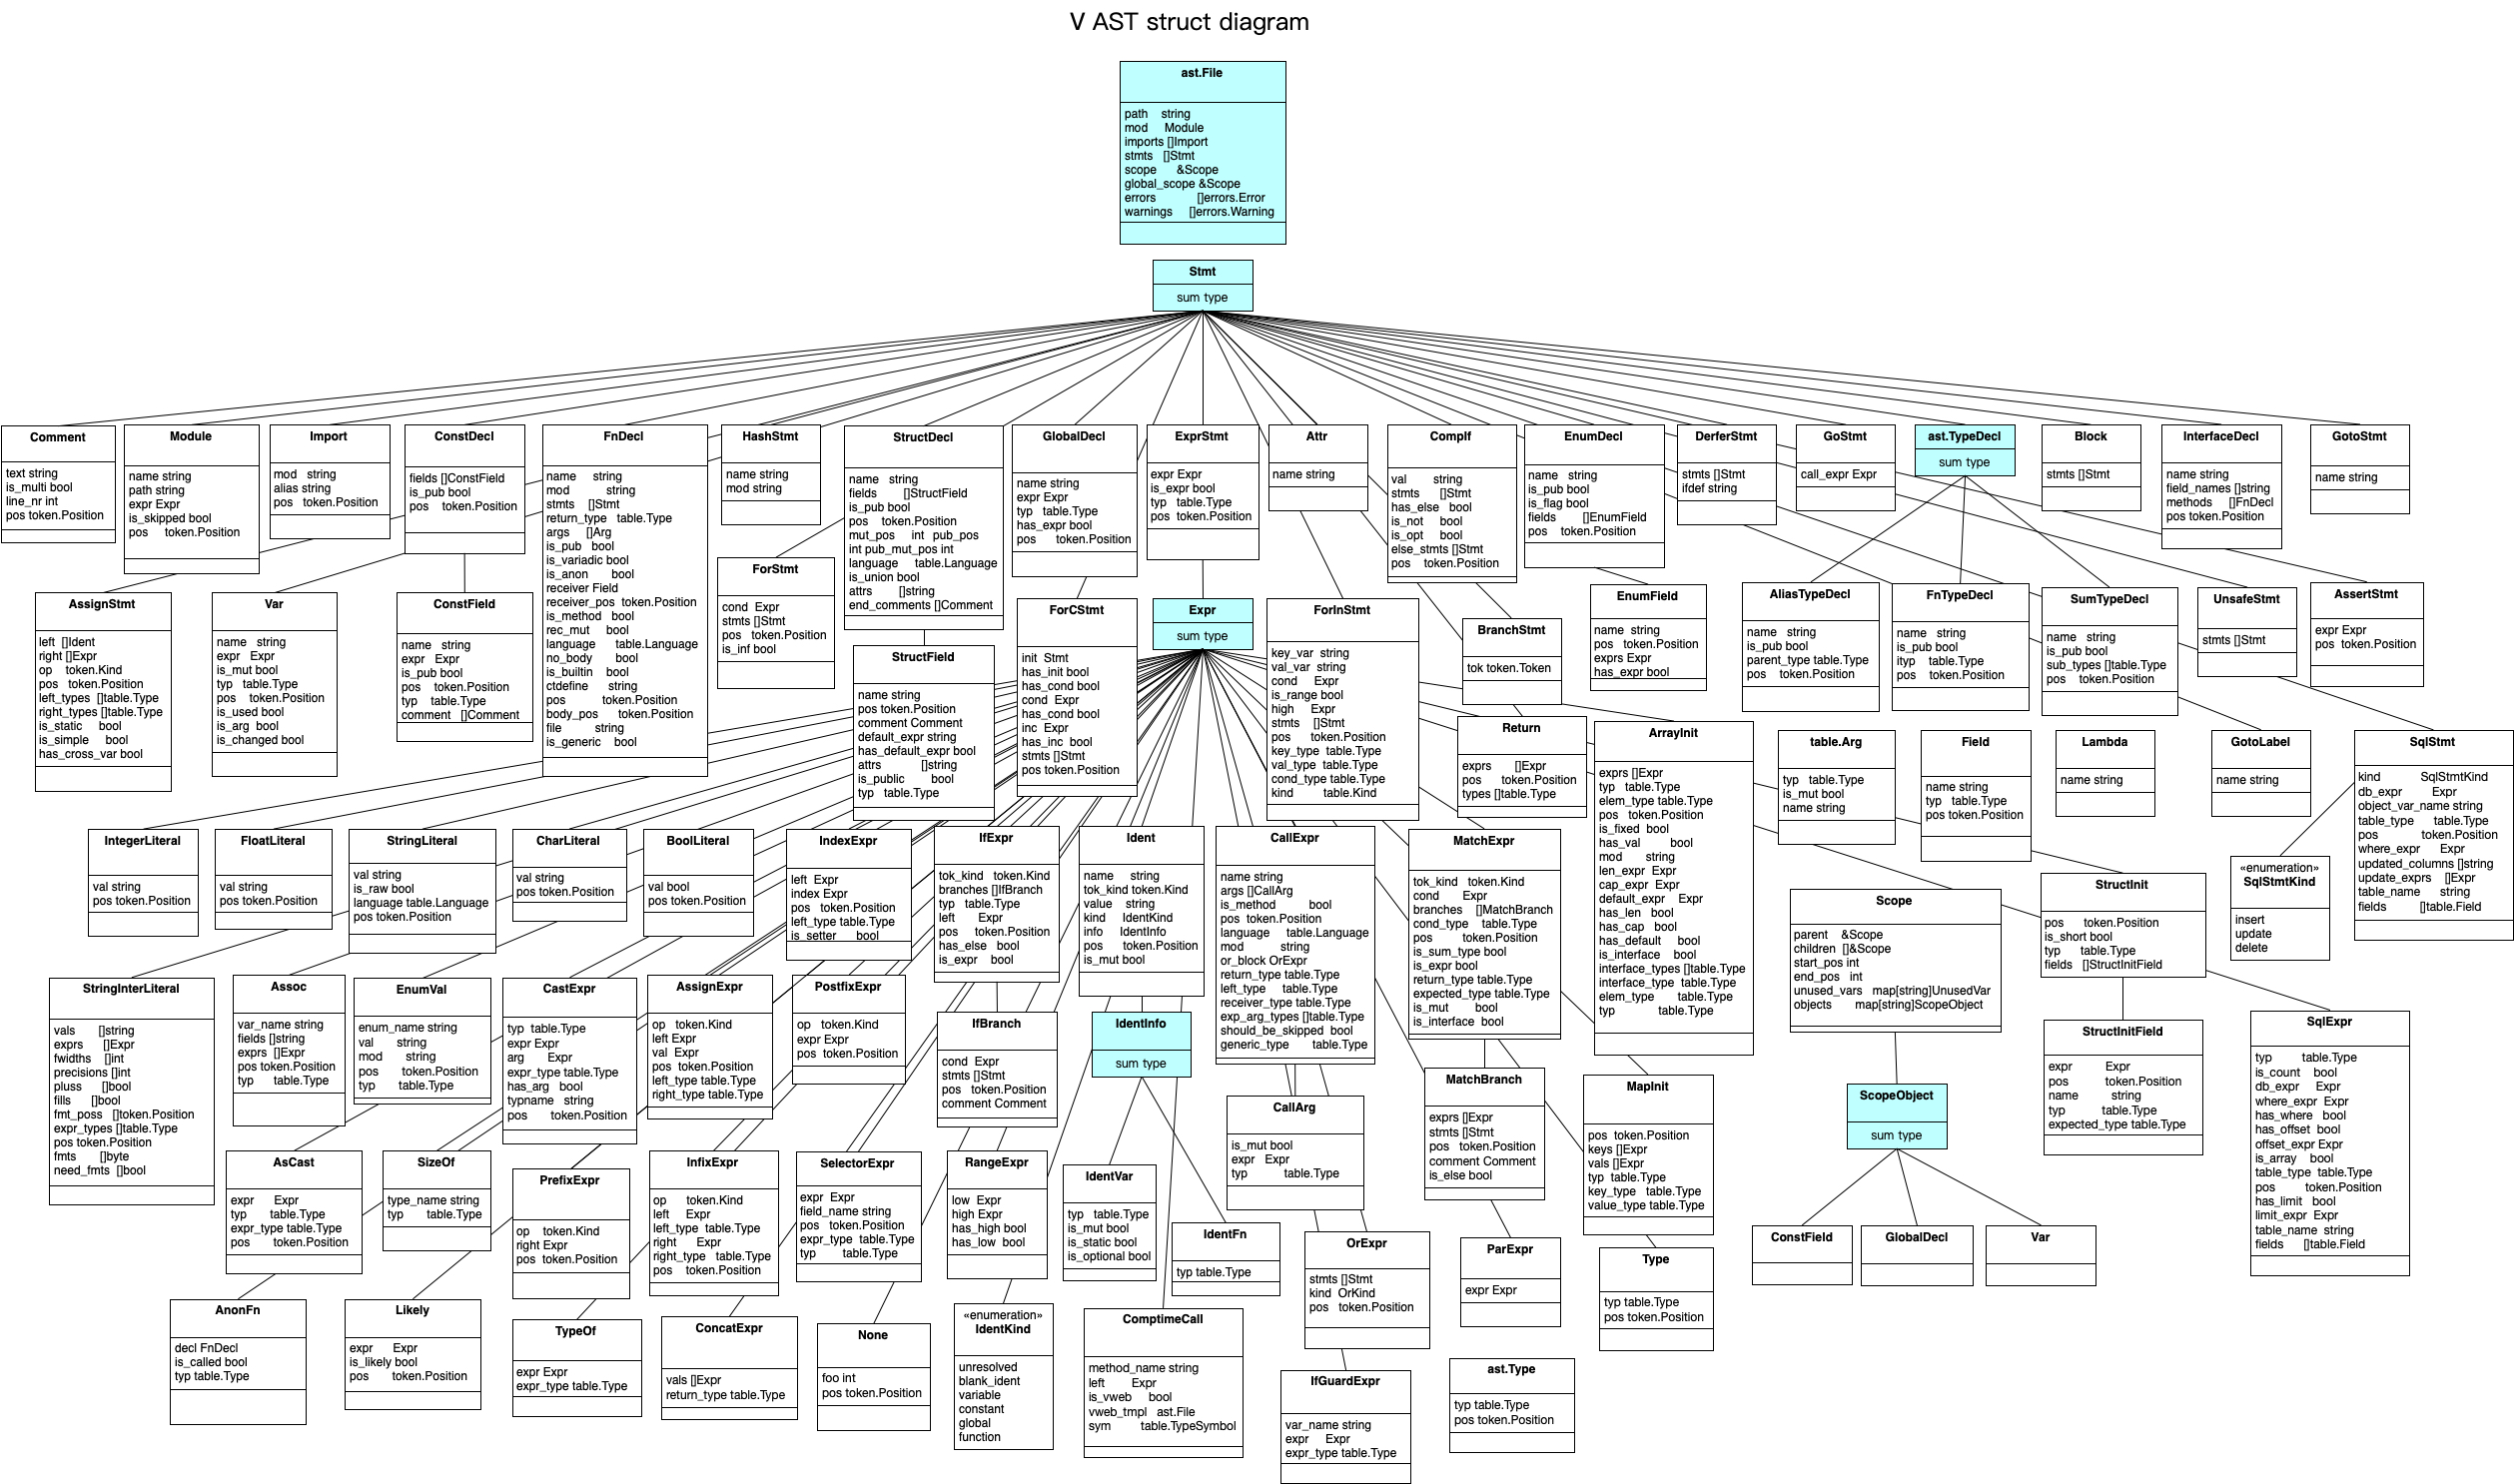 V AST struct diagram
ast.File
path string
mod Module
imports []Import
stmts []Stmt
scope &Scope
global_scope &Scope
errors []errors.Error
warnings []errors.Warning
Stmt
sum type
Comment
text string
is_multi bool
line_nr int
pos token.Position
Module
name string
path string
expr Expr
is_skipped bool
pos token.Position
Import
mod string
alias string
pos token.Position
ConstDecl
fields []ConstField
is_pub bool
pos token.Position
FnDecl
name string
mod string
stmts []Stmt
return_type table.Type
args []Arg
is_pub bool
is_variadic bool
is_anon bool
receiver Field
receiver_pos token.Position
is_method bool
rec_mut bool
language table.Language
no_body bool
is_builtin bool
ctdefine string
pos token.Position
body_pos token.Position
file string
is_generic bool
HashStmt
name string
mod string
StructDecl
name string
fields []StructField
is_pub bool
pos token.Position
mut_pos int pub_pos
int pub_mut_pos int
language table.Language
is_union bool
attrs []string
end_comments []Comment
GlobalDecl
name string
expr Expr
typ table.Type
has_expr bool
pos token.Position
ExprStmt
expr Expr
is_expr bool
typ table.Type
pos token.Position
Attr
name string
CompIf
val string
stmts []Stmt
has_else bool
is_not bool
is_opt bool
else_stmts []Stmt
pos token.Position
EnumDecl
name string
is_pub bool
is_flag bool
fields []EnumField
pos token.Position
DerferStmt
stmts []Stmt
ifdef string
GoStmt
call_expr Expr
ast.TypeDecl
sum type
Block
stmts []Stmt
InterfaceDecl
name string
field_names []string
methods []FnDecl
pos token.Position
GotoStmt
name string
AssignStmt
left []Ident
right []Expr
op token.Kind
pos token.Position
left_types []table.Type
right_types []table.Type
is_static bool
is_simple bool
has_cross_var bool
Var
name string
expr Expr
is_mut bool
typ table.Type
pos token.Position
is_used bool
is_arg bool
is_changed bool
ConstField
name string
expr Expr
is_pub bool
pos token.Position
typ table.Type
comment []Comment
ForStmt
cond Expr
stmts []Stmt
pos token.Position
is_inf bool
StructField
name string
pos token.Position
comment Comment
default_expr string
has_default_expr bool
attrs []string
is_public bool
typ table.Type
ForCStmt
init Stmt
has_init bool
has_cond bool
cond Expr
has_cond bool
inc Expr
has_inc bool
stmts []Stmt
pos token.Position
Expr
sum type
ForInStmt
key_var string
val_var string
cond Expr
is_range bool
high Expr
stmts []Stmt
pos token.Position
key_type table.Type
val_type table.Type
cond_type table.Type
kind table.Kind
BranchStmt
tok token.Token
EnumField
name string
pos token.Position
exprs Expr
has_expr bool
AliasTypeDecl
name string
is_pub bool
parent_type table.Type
pos token.Position
FnTypeDecl
name string
is_pub bool
ityp table.Type
pos token.Position
SumTypeDecl
name string
is_pub bool
sub_types []table.Type
pos token.Position
UnsafeStmt
stmts []Stmt
AssertStmt
expr Expr
pos token.Position
Return
exprs []Expr
pos token.Position
types []table.Type
ArrayInit
exprs []Expr
typ table.Type
elem_type table.Type
pos token.Position
is_fixed bool
has_val bool
mod string
len_expr Expr
cap_expr Expr
default_expr Expr
has_len bool
has_cap bool
has_default bool
is_interface bool
interface_types []table.Type
interface_type table.Type
elem_type table.Type
typ table.Type
table.Arg
typ table.Type
is_mut bool
name string
Field
name string
typ table.Type
pos token.Position
Lambda
name string
GotoLabel
name string
SqlStmt
kind SqlStmtKind
db_expr Expr
object_var_name string
table_type table.Type
pos token.Position
where_expr Expr
updated_columns []string
update_exprs []Expr
table_name string
fields []table.Field
IntegerLiteral
val string
pos token.Position
FloatLiteral
val string
pos token.Position
StringLiteral
val string
is_raw bool
language table.Language
pos token.Position
CharLiteral
val string
pos token.Position
BoolLiteral
val bool
pos token.Position
IndexExpr
left Expr
index Expr
pos token.Position
left_type table.Type
is_setter bool
IfExpr
tok_kind token.Kind
branches []IfBranch
typ table.Type
left Expr
pos token.Position
has_else bool
is_expr bool
Ident
name string
tok_kind token.Kind
value string
kind IdentKind
info IdentInfo
pos token.Position
is_mut bool
CallExpr
name string
args []CallArg
is_method bool
pos token.Position
language table.Language
mod string
or_block OrExpr
return_type table.Type
left_type table.Type
receiver_type table.Type
exp_arg_types []table.Type
should_be_skipped bool
generic_type table.Type
MatchExpr
tok_kind token.Kind
cond Expr
branches []MatchBranch
cond_type table.Type
pos token.Position
is_sum_type bool
is_expr bool
return_type table.Type
expected_type table.Type
is_mut bool
is_interface bool
Scope
parent &Scope
children []&Scope
start_pos int
end_pos int
unused_vars map[string]UnusedVar
objects map[string]ScopeObject
StructInit
pos token.Position
is_short bool
typ table.Type
fields []StructInitField
«enumeration»
SqlStmtKind
insert
update
delete
StringInterLiteral
vals []string
exprs []Expr
fwidths []int
precisions []int
pluss []bool
fills []bool
fmt_poss []token.Position
expr_types []table.Type
pos token.Position
fmts []byte
need_fmts []bool
Assoc
var_name string
fields []string
exprs []Expr
pos token.Position
typ table.Type
EnumVal
enum_name string
val string
mod string
pos token.Position
typ table.Type
CastExpr
typ table.Type
expr Expr
arg Expr
expr_type table.Type
has_arg bool
typname string
pos token.Position
AssignExpr
op token.Kind
left Expr
val Expr
pos token.Position
left_type table.Type
right_type table.Type
PostfixExpr
op token.Kind
expr Expr
pos token.Position
IfBranch
cond Expr
stmts []Stmt
pos token.Position
comment Comment
IdentInfo
sum type
CallArg
is_mut bool
expr Expr
typ table.Type
MatchBranch
exprs []Expr
stmts []Stmt
pos token.Position
comment Comment
is_else bool
MapInit
pos token.Position
keys []Expr
vals []Expr
typ table.Type
key_type table.Type
value_type table.Type
ScopeObject
sum type
StructInitField
expr Expr
pos token.Position
name string
typ table.Type
expected_type table.Type
SqlExpr
typ table.Type
is_count bool
db_expr Expr
where_expr Expr
has_where bool
has_offset bool
offset_expr Expr
is_array bool
table_type table.Type
pos token.Position
has_limit bool
limit_expr Expr
table_name string
fields []table.Field
AsCast
expr Expr
typ table.Type
expr_type table.Type
pos token.Position
SizeOf
type_name string
typ table.Type
PrefixExpr
op token.Kind
right Expr
pos token.Position
InfixExpr
op token.Kind
left Expr
left_type table.Type
right Expr
right_type table.Type
pos token.Position
SelectorExpr
expr Expr
field_name string
pos token.Position
expr_type table.Type
typ table.Type
RangeExpr
low Expr
high Expr
has_high bool
has_low bool
IdentVar
typ table.Type
is_mut bool
is_static bool
is_optional bool
IdentFn
typ table.Type
OrExpr
stmts []Stmt
kind OrKind
pos token.Position
ParExpr
expr Expr
Type
typ table.Type
pos token.Position
ConstField
GlobalDecl
Var
AnonFn
decl FnDecl
is_called bool
typ table.Type
Likely
expr Expr
is_likely bool
pos token.Position
TypeOf
expr Expr
expr_type table.Type
ConcatExpr
vals []Expr
return_type table.Type
None
foo int
pos token.Position
«enumeration»
IdentKind
unresolved
blank_ident
variable
constant
global
function
ComptimeCall
method_name string
left Expr
is_vweb bool
vweb_tmpl ast.File
sym table.TypeSymbol
IfGuardExpr
var_name string
expr Expr
expr_type table.Type
ast.Type
typ table.Type
pos token.Position